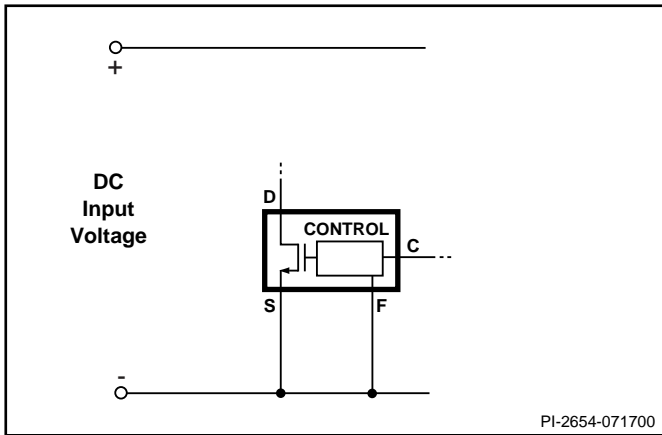 +
DC
Input
Voltage
D
CONTROL
C
S
F
-
PI-2654-071700